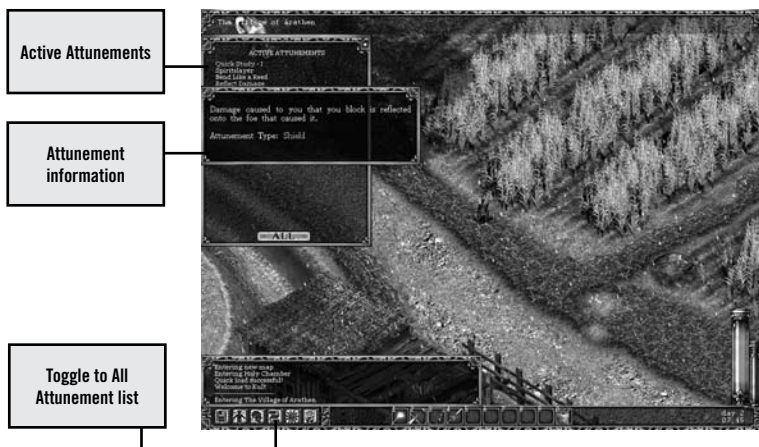 The Village of Arathen
Active Attunements
ACTIVE ATTUNEMENTS
Quick Study - I
Spiritslayer
Bend Like a Reed
Reflect Damage
Damage caused to you that you block is reflected
onto the foe that caused it.
Attunement Type: Shield
Attunement
information
ALL
Toggle to All
Attunement list
Entering new map
Entering Holy Chamber
Quick load successful!
Welcome to Kult
Entering The Village of Arathen
day 2